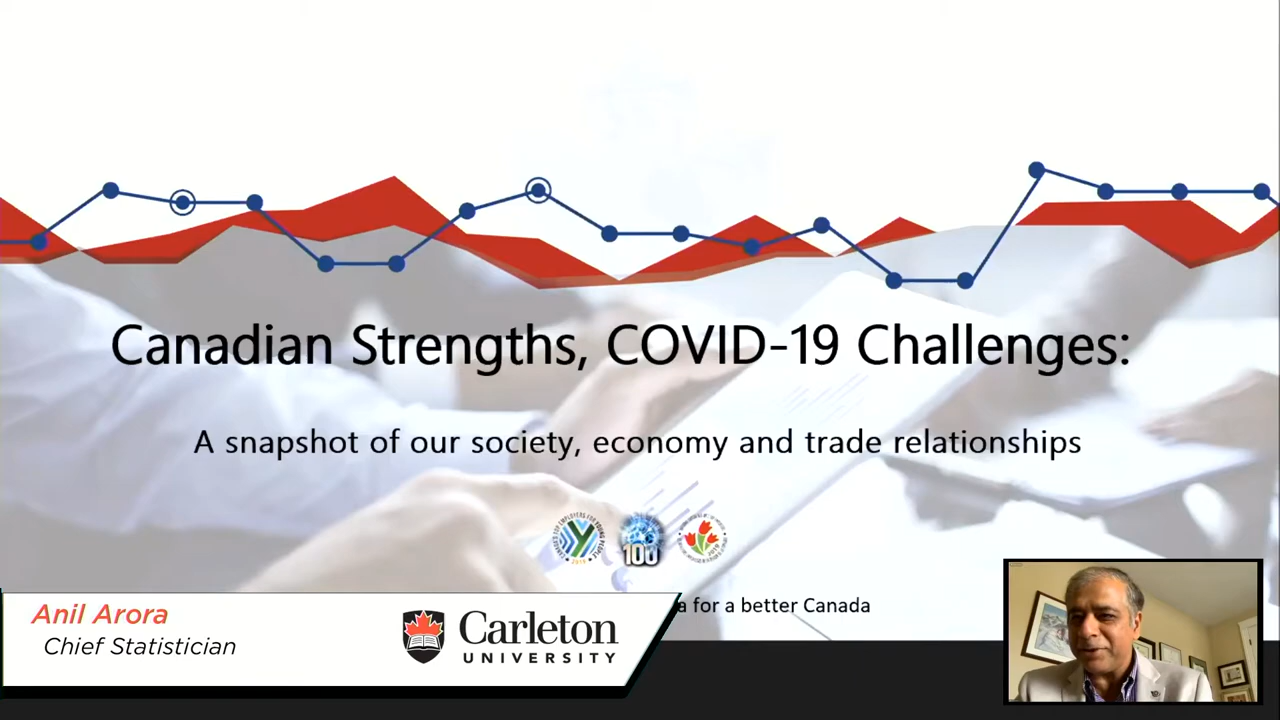 Canadian Strengths, COVID-19 Challenges:
A snapshot of our society, economy and trade relationships
100
a for a better Canada
Anil Arora
Chief Statistician
Carleton
UNIVERSITY